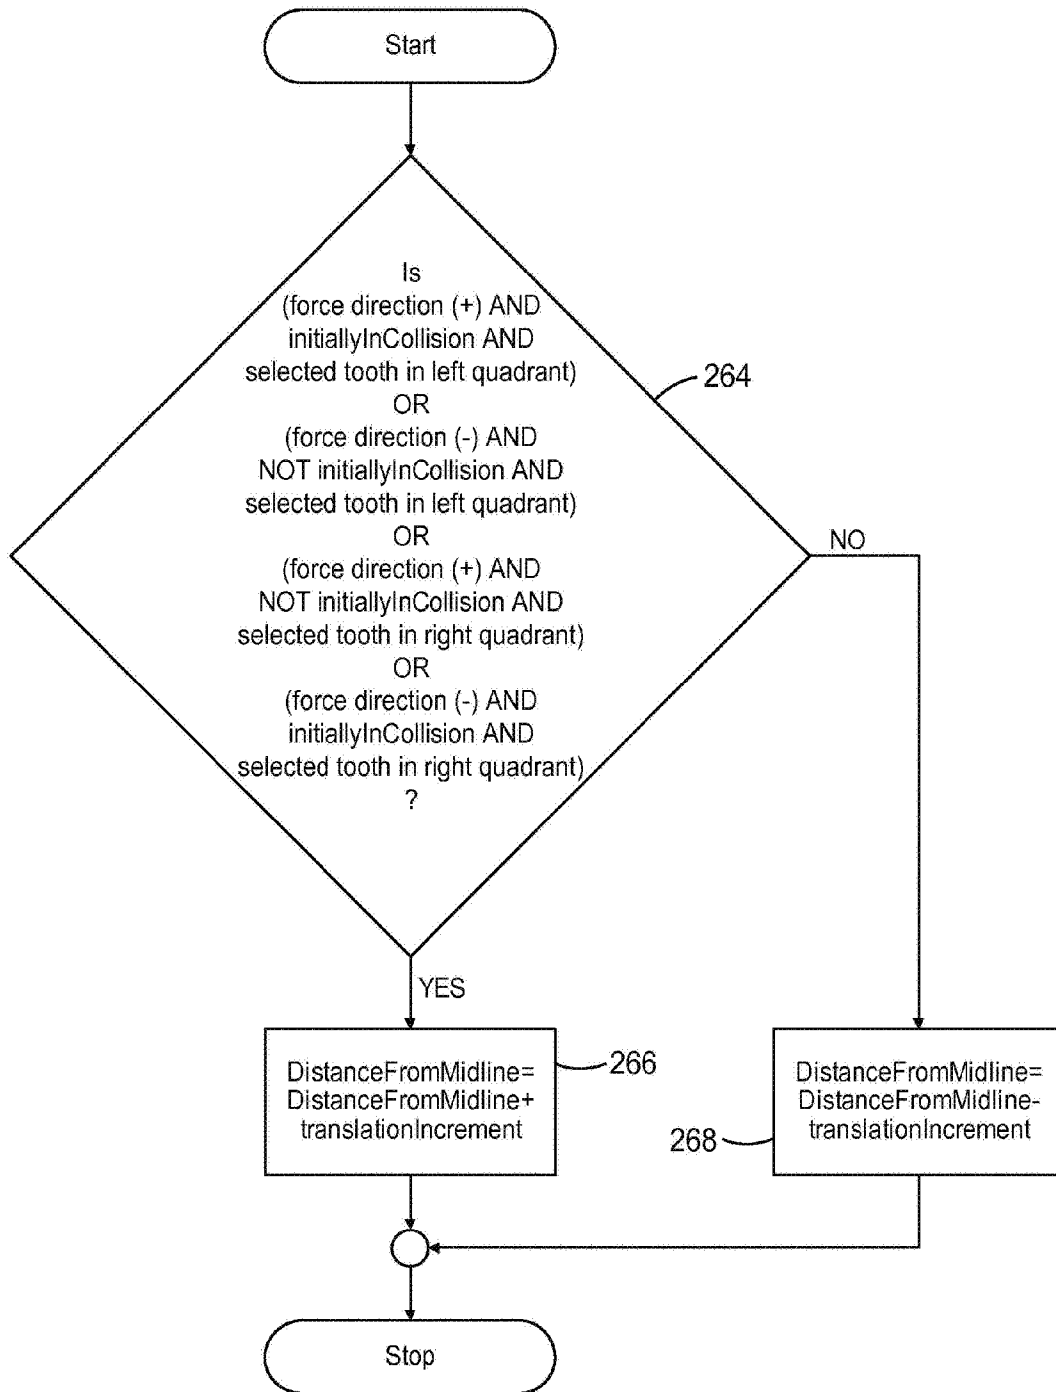 Start
Is
(force direction (+) AND
initiallyInCollision AND
selected tooth in left quadrant)
OR
(force direction (-) AND
NOT initiallyInCollision AND
selected tooth in left quadrant)
OR
(force direction (+) AND
NOT initiallyInCollision AND
selected tooth in right quadrant)
OR
(force direction (-) AND
initiallyInCollision AND
selected tooth in right quadrant)
?
264
NO
YES
DistanceFromMidline=
DistanceFromMidline+
translationIncrement
266
DistanceFromMidline=
DistanceFromMidline-
translationIncrement
268
Stop